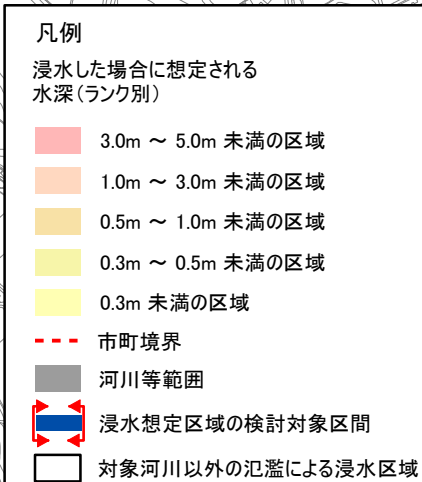 凡例
浸水した場合に想定される
水深(ランク別)
3.0m ～ 5.0m 未満の区域
1.0m ～ 3.0m 未満の区域
0.5m ～ 1.0m 未満の区域
0.3m ～ 0.5m 未満の区域
0.3m 未満の区域
市町境界
河川等範囲
浸水想定区域の検討対象区間
対象河川以外の氾濫による浸水区域